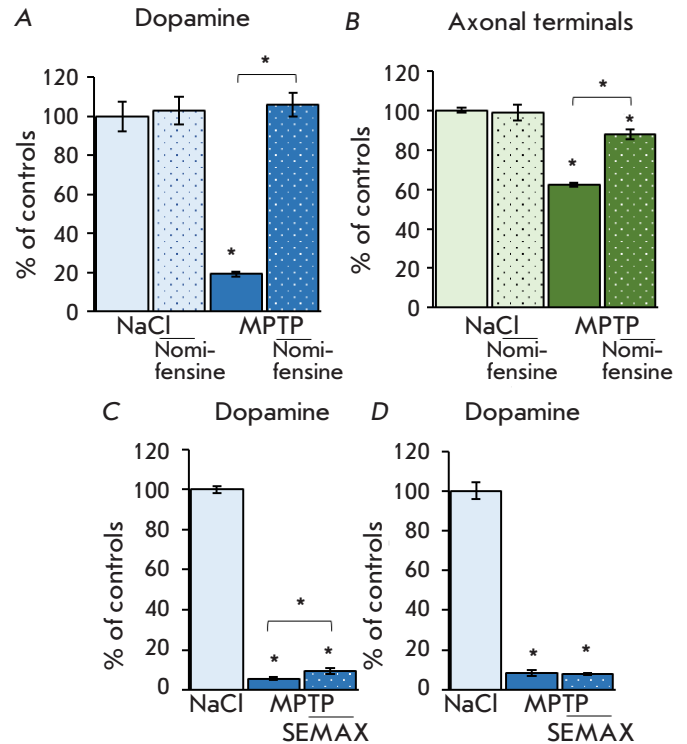 A Dopamine
120
100
80
60
40
20
0
% of controls
*
*
NaCl MPTP
Nomi-
fensine
Nomi-
fensine
B Axonal terminals
120
100
80
60
40
20
0
% of controls
*
*
*
NaCl MPTP
Nomi-
fensine
Nomi-
fensine
C Dopamine
120
100
80
60
40
20
0
% of controls
*
*
*
NaCl MPTP
SEMAX
D Dopamine
120
100
80
60
40
20
0
% of controls
*
*
NaCl MPTP
SEMAX